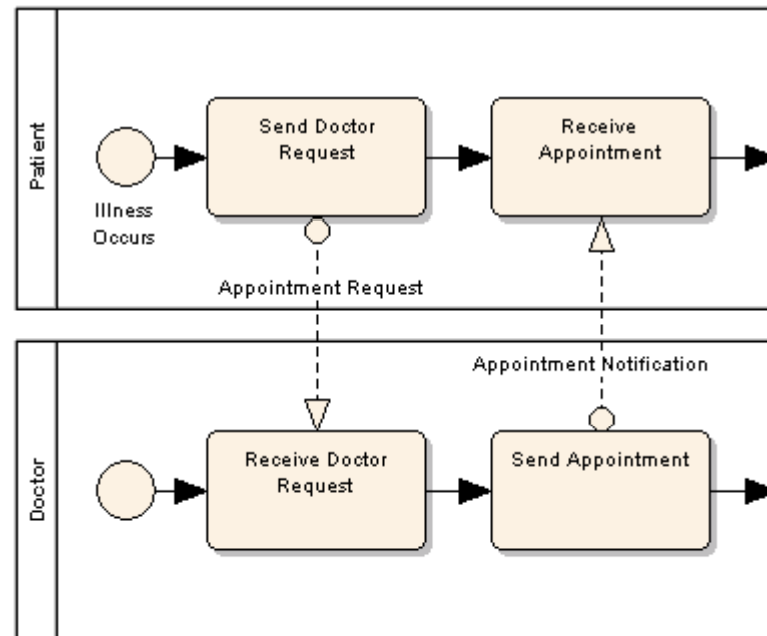 Patient
Send Doctor
Request
Receive
Appointment
Illness
Occurs
Appointment Request
Appointment Notification
Doctor
Receive Doctor
Request
Send Appointment